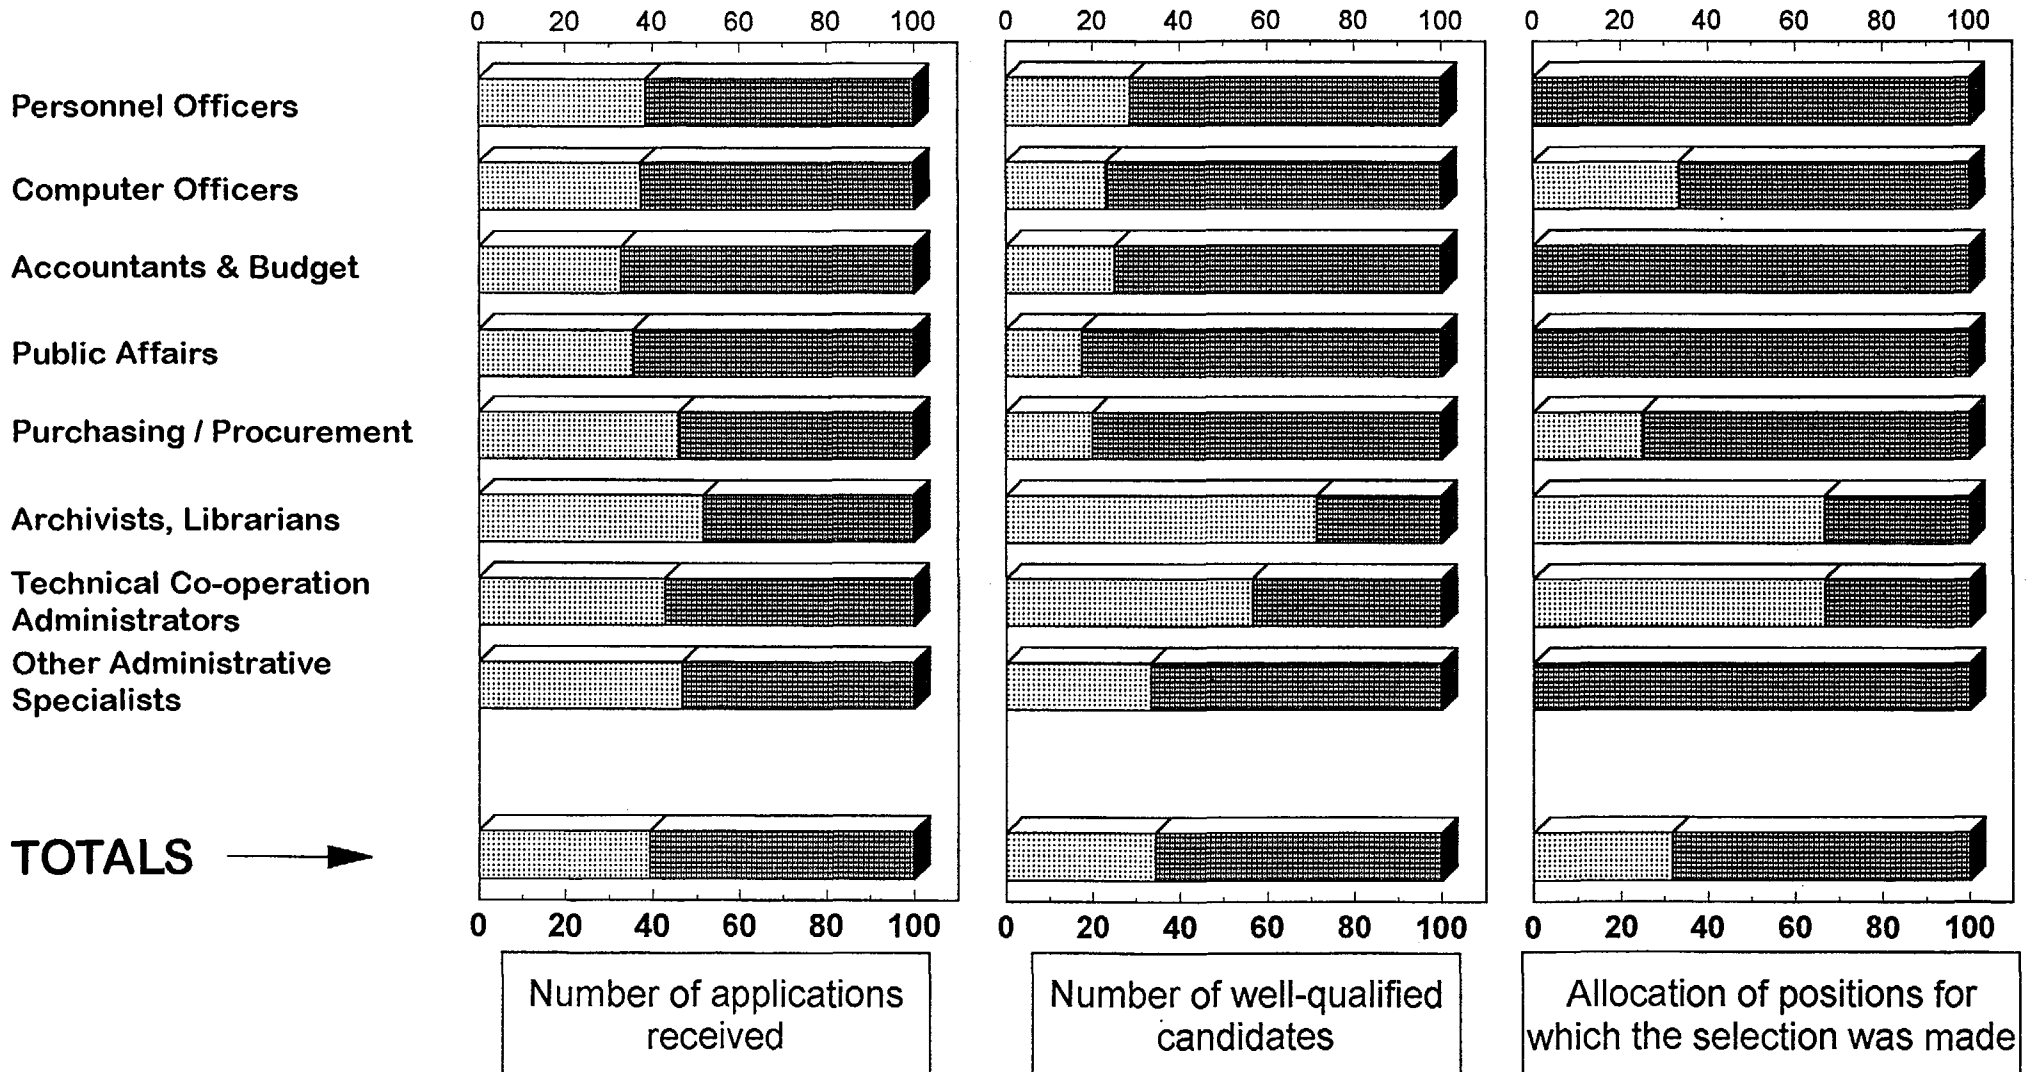 0 20 40 60 80 100 0 20 40 60 80 100 0 20 40 60 80 100
Personnel Officers
Computer Officers
Accountants & Budget
Public Affairs
Purchasing / Procurement
Archivists, Librarians
Technical Co-operation
Administrators
Other Administrative
Specialists
TOTALS
0 20 40 60 80 100 0 20 40 60 80 100 0 20 40 60 80 100
Number of applications
received
Number of well-qualified
candidates
Allocation of positions for
which the selection was made